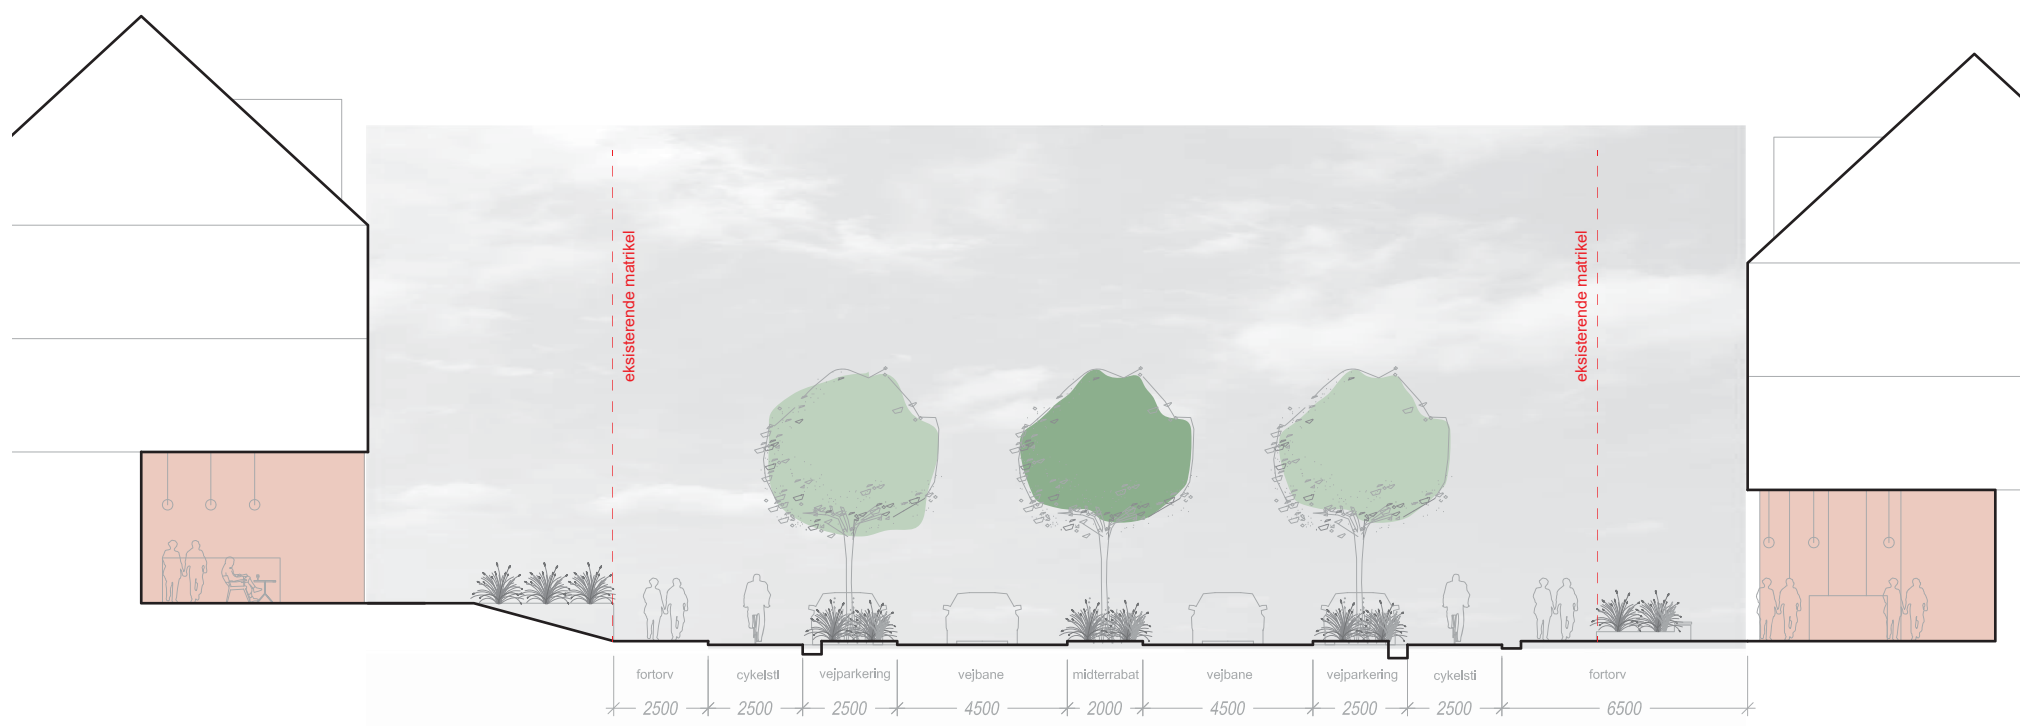 eksisterende matrikel
eksisterende matrikel
fortorv cykelsti vejparkering vejbane midterrabat vejbane vejparkering cykelsti fortorv
2500 2500 2500 4500 2000 4500 2500 2500 6500